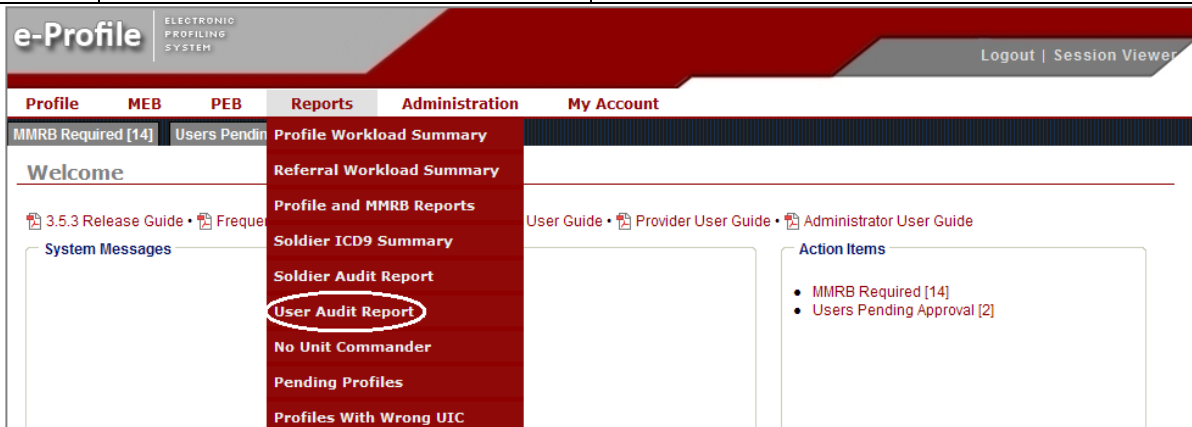 e-Profile ELECTRONIC
PROFILING
SYSTEM
Logout | Session Viewer
Profile MEB PEB Reports Administration My Account
MMRB Required [14] Users Pendin
Profile Workload Summary
Referral Workload Summary
Profile and MMRB Reports
Soldier ICD9 Summary
Soldier Audit Report
User Audit Report
No Unit Commander
Pending Profiles
Profiles With Wrong UIC
Welcome
3.5.3 Release Guide • Frequen User Guide • Provider User Guide • Administrator User Guide
System Messages
Action Items
• MMRB Required [14]
• Users Pending Approval [2]